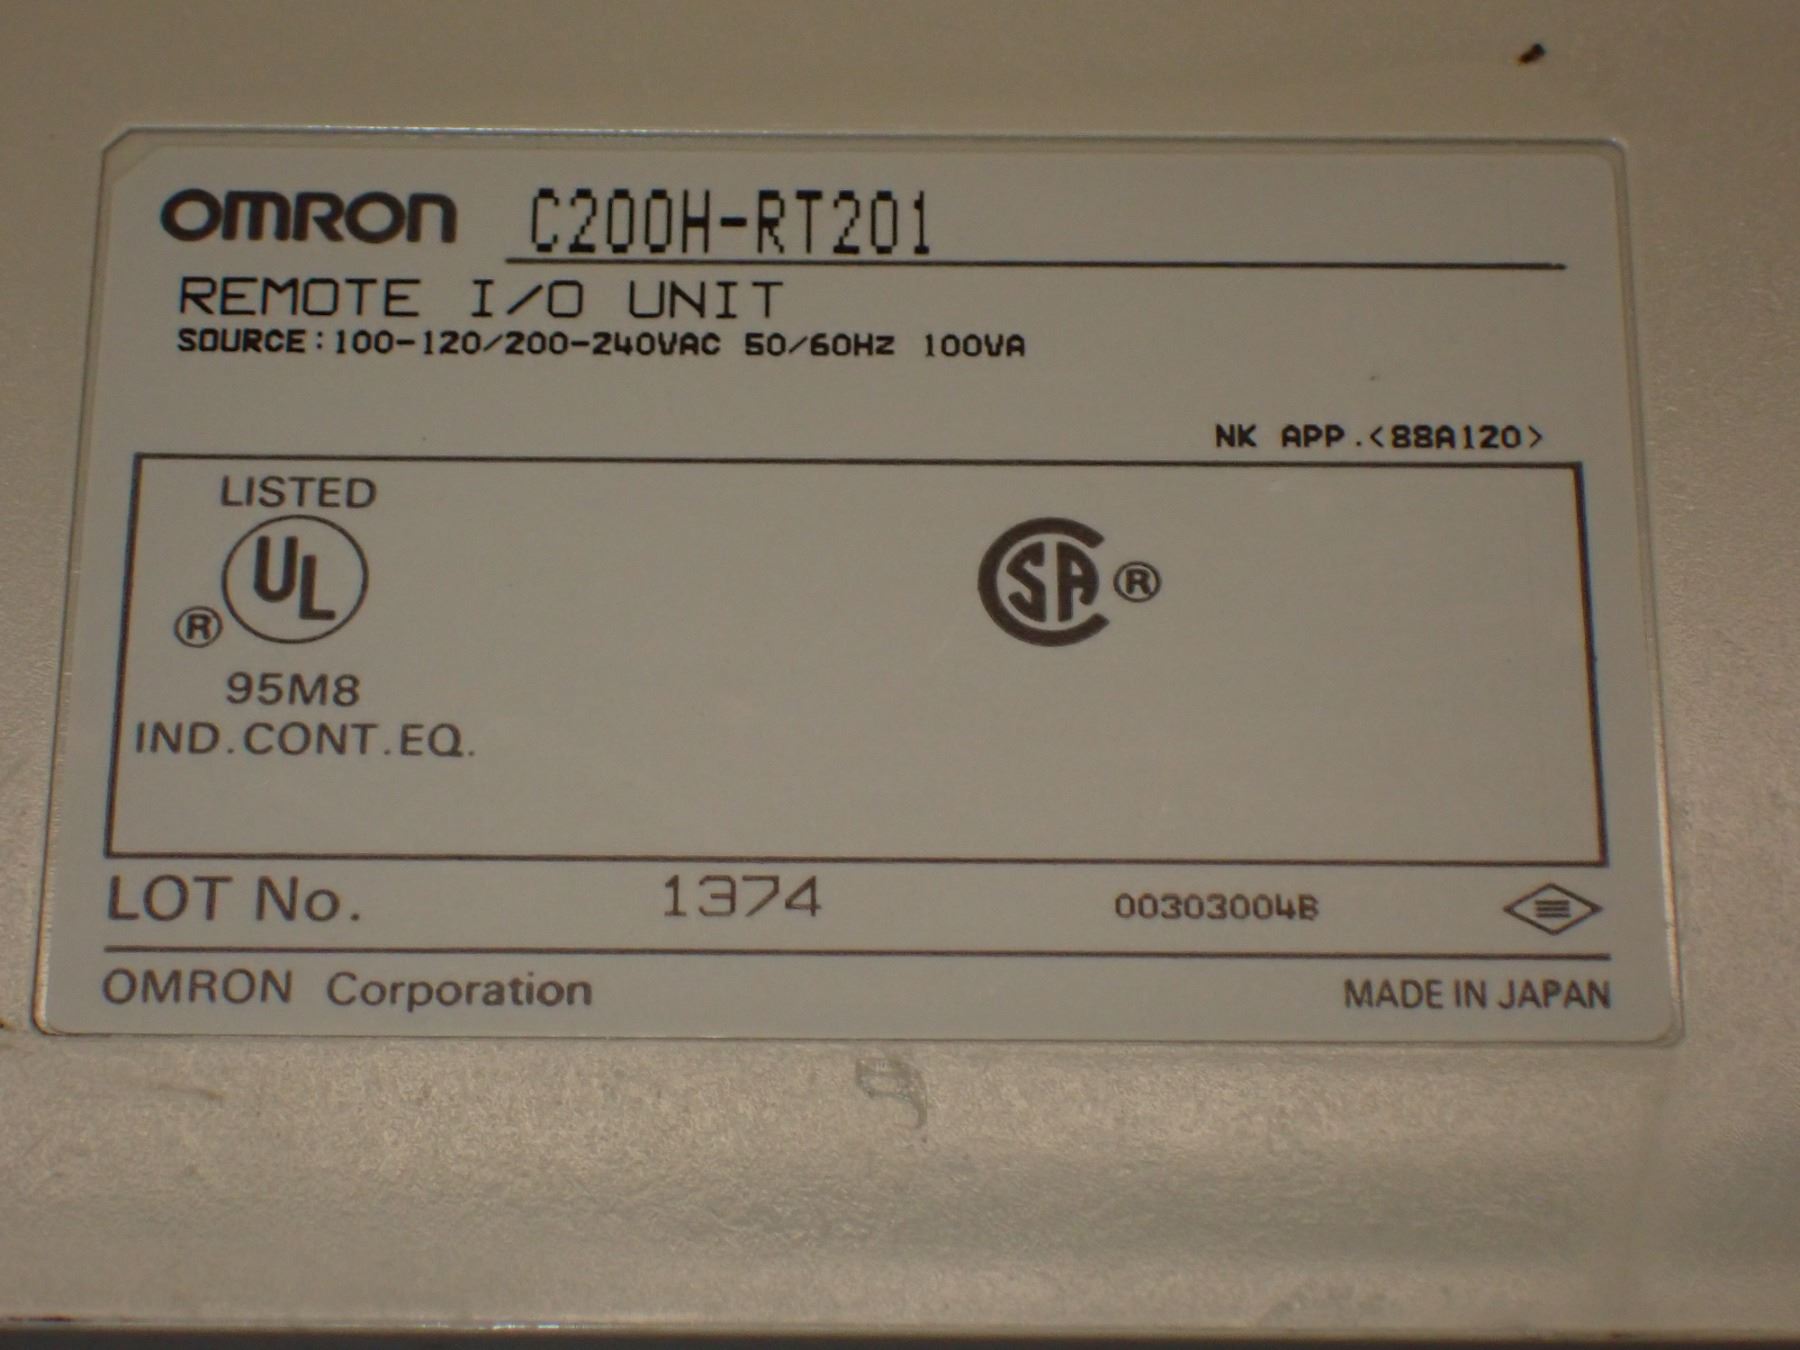 OMRON C200H-RT201
REMOTE I/O UNIT
SOURCE:100-120/200-240VAC 50/60Hz 100VA
NK APP.<88A120>
LISTED
UL
®
95M8
IND.CONT.EQ.
CSA ®
LOT No. 1374 00303004B
OMRON Corporation MADE IN JAPAN